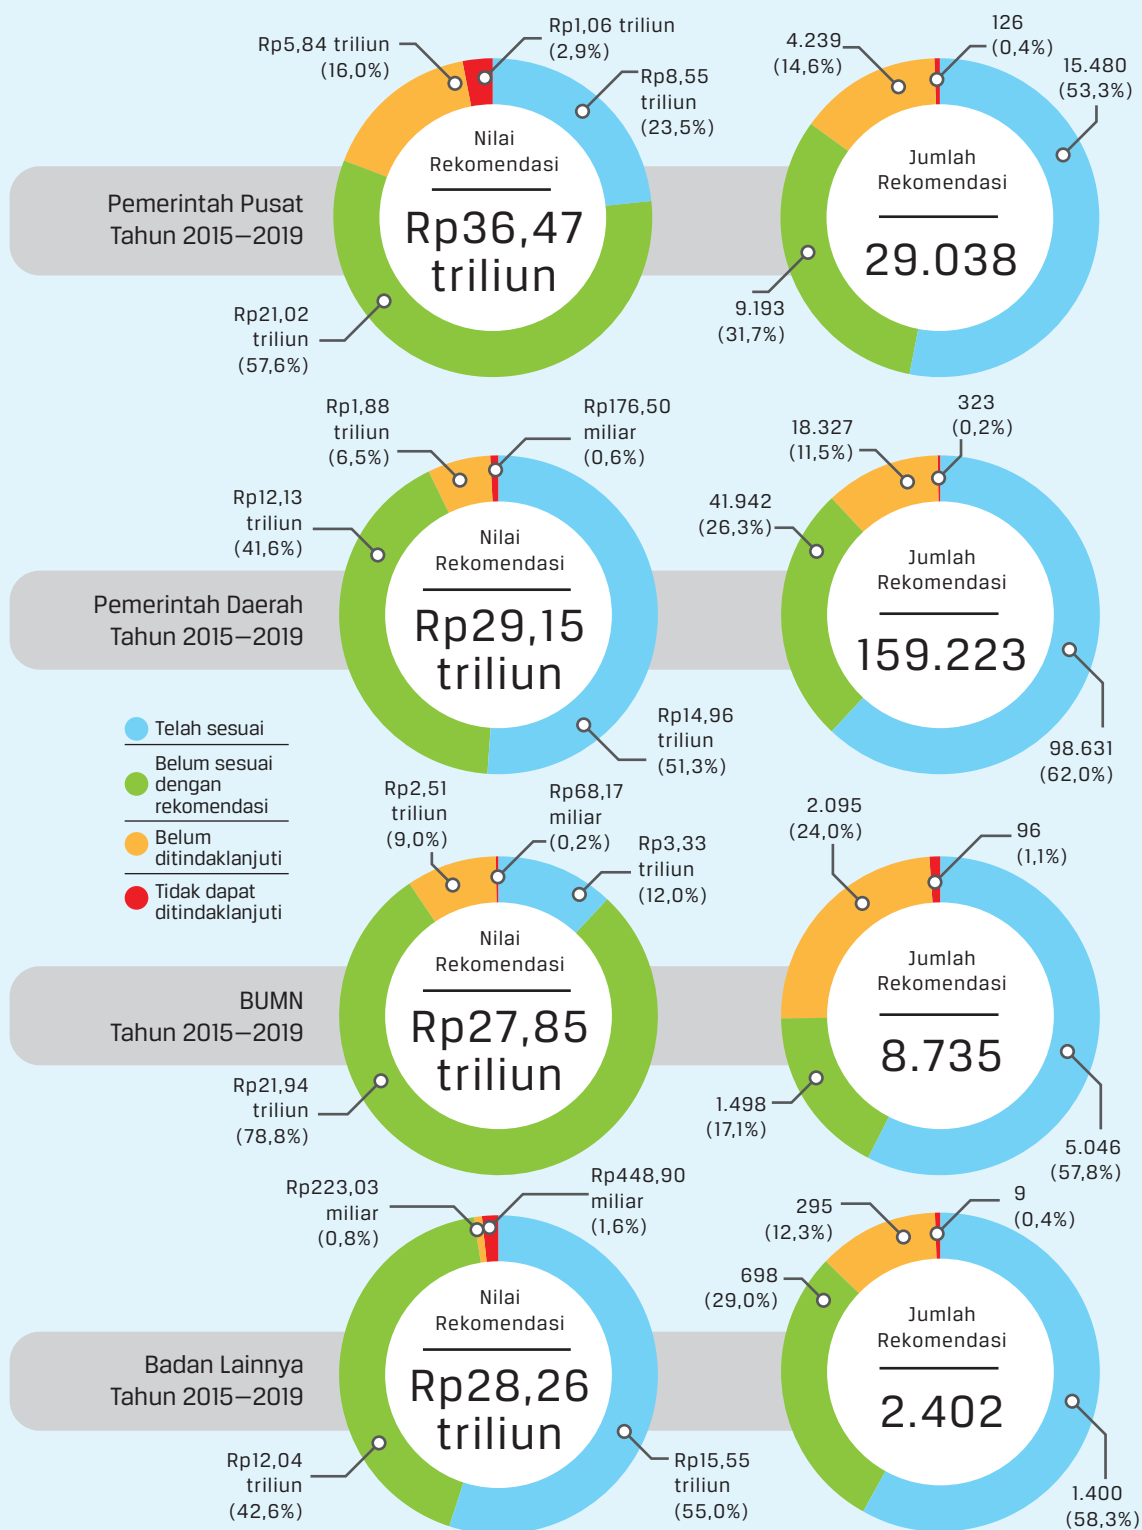 Rp5,84 triliun
(16,0%)
Rp1,06 triliun
(2,9%)
Rp8,55
triliun
(23,5%)
Nilai
Rekomendasi
Rp36,47
triliun
Rp21,02
triliun
(57,6%)
Pemerintah Pusat
Tahun 2015–2019
4.239
(14,6%)
126
(0,4%)
15.480
(53,3%)
Jumlah
Rekomendasi
29.038
9.193
(31,7%)
Rp1,88
triliun
(6,5%)
Rp176,50
miliar
(0,6%)
Rp12,13
triliun
(41,6%)
Nilai
Rekomendasi
Rp29,15
triliun
Rp14,96
triliun
(51,3%)
Pemerintah Daerah
Tahun 2015–2019
323
(0,2%)
18.327
(11,5%)
41.942
(26,3%)
Jumlah
Rekomendasi
159.223
98.631
(62,0%)
Telah sesuai
Belum sesuai
dengan
rekomendasi
Belum
ditindaklanjuti
Tidak dapat
ditindaklanjuti
Rp2,51
triliun
(9,0%)
Rp68,17
miliar
(0,2%)
Rp3,33
triliun
(12,0%)
Nilai
Rekomendasi
Rp27,85
triliun
Rp21,94
triliun
(78,8%)
BUMN
Tahun 2015–2019
2.095
(24,0%)
96
(1,1%)
Jumlah
Rekomendasi
8.735
1.498
(17,1%)
5.046
(57,8%)
Rp223,03
miliar
(0,8%)
Rp448,90
miliar
(1,6%)
Nilai
Rekomendasi
Rp28,26
triliun
Rp12,04
triliun
(42,6%)
Rp15,55
triliun
(55,0%)
Badan Lainnya
Tahun 2015–2019
295
(12,3%)
9
(0,4%)
698
(29,0%)
Jumlah
Rekomendasi
2.402
1.400
(58,3%)